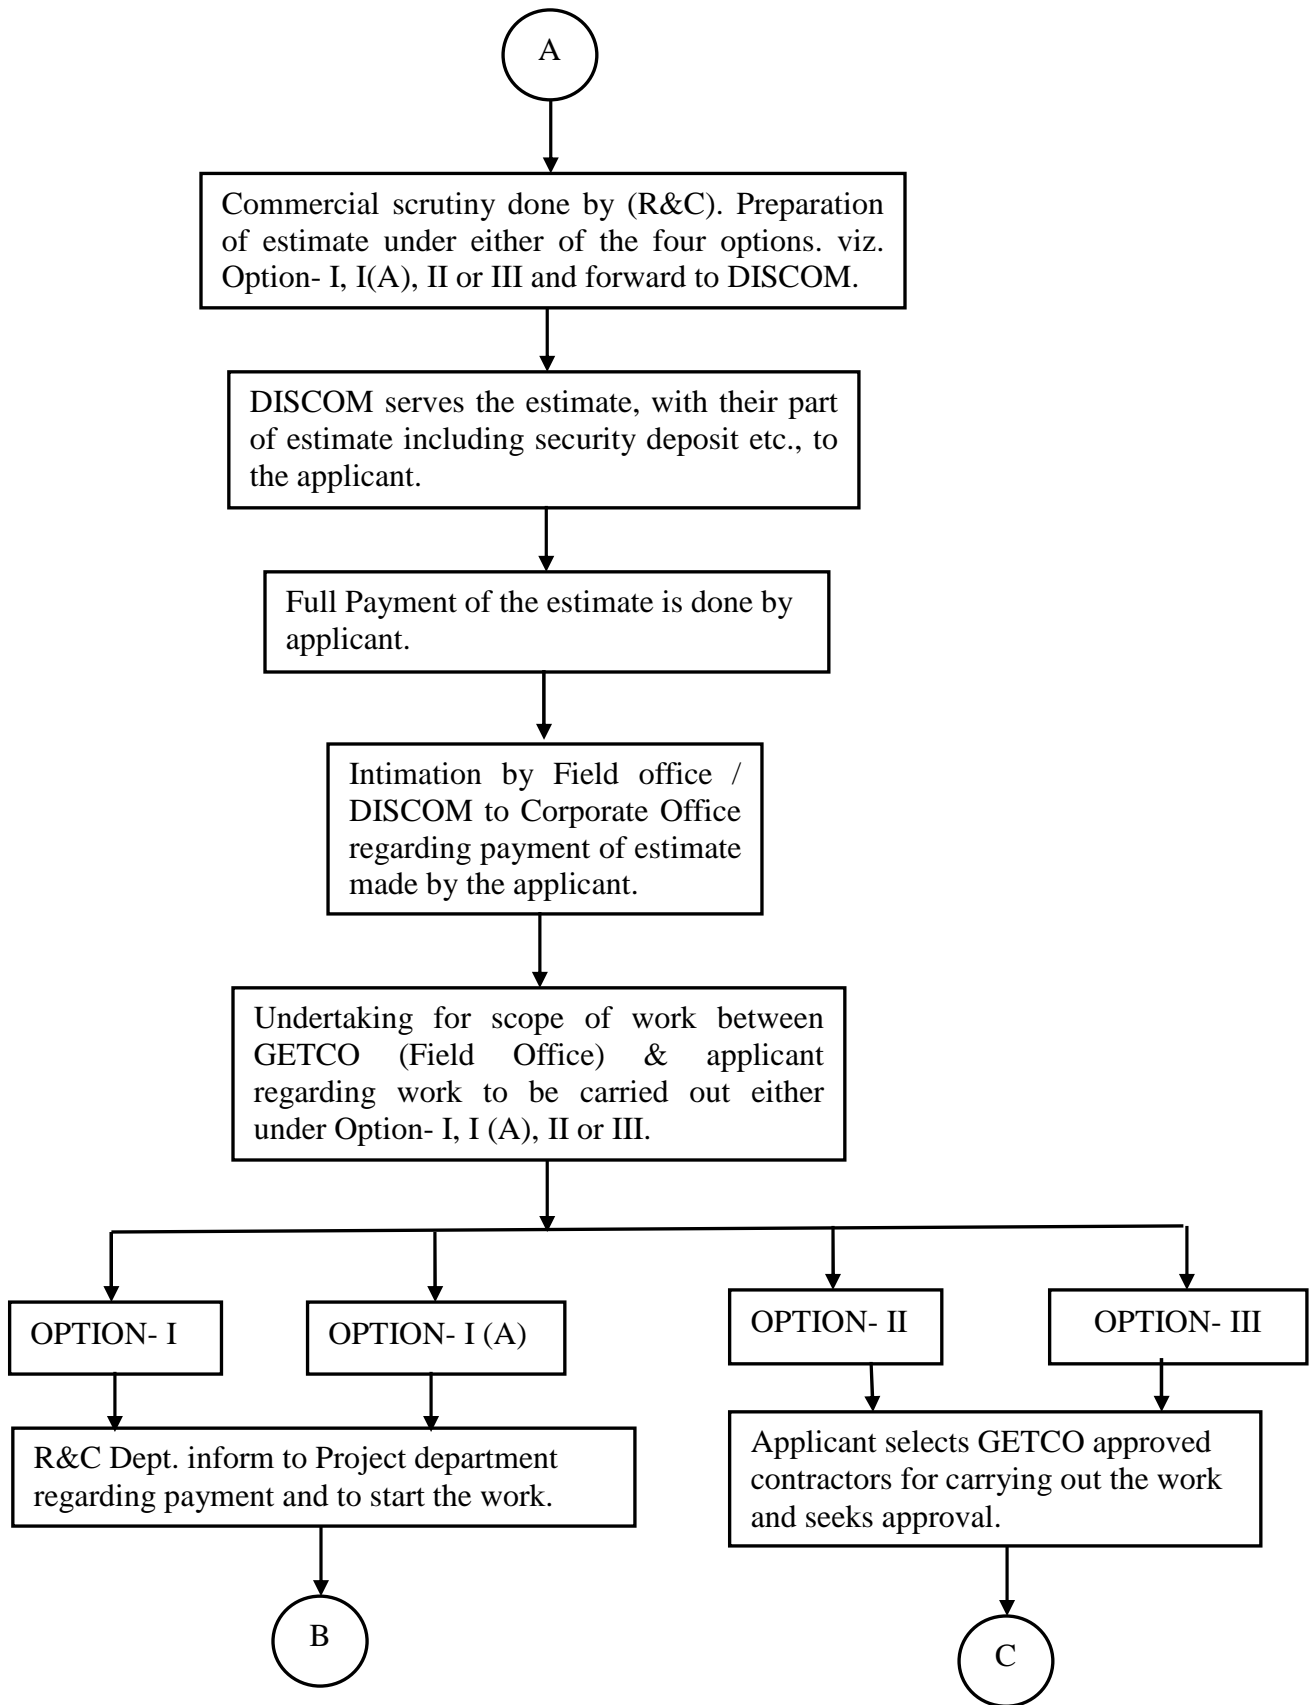 A
Commercial scrutiny done by (R&C). Preparation
of estimate under either of the four options. viz.
Option- I, I(A), II or III and forward to DISCOM.
DISCOM serves the estimate, with their part
of estimate including security deposit etc., to
the applicant.
Full Payment of the estimate is done by
applicant.
Intimation by Field office /
DISCOM to Corporate Office
regarding payment of estimate
made by the applicant.
Undertaking for scope of work between
GETCO (Field Office) & applicant
regarding work to be carried out either
under Option- I, I (A), II or III.
OPTION- I
OPTION- I (A)
OPTION- II
OPTION- III
R&C Dept. inform to Project department
regarding payment and to start the work.
Applicant selects GETCO approved
contractors for carrying out the work
and seeks approval.
B
C